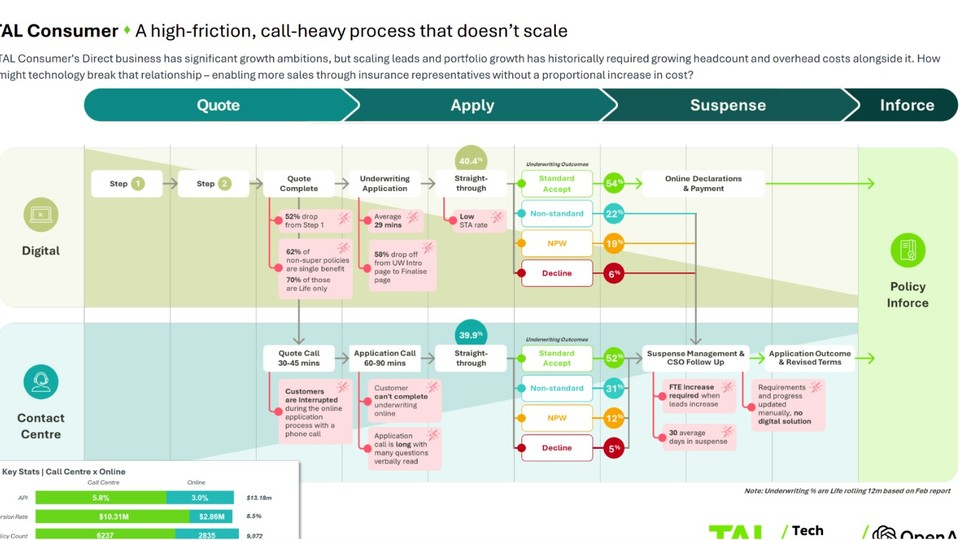 TAL Consumer ♦ A high-friction, call-heavy process that doesn't scale
TAL Consumer's Direct business has significant growth ambitions, but scaling leads and portfolio growth has historically required growing headcount and overhead costs alongside it. How
might technology break that relationship – enabling more sales through insurance representatives without a proportional increase in cost?
Quote
Apply
Suspense
Inforce
Digital
Step 1
Step 2
Quote
Complete
52% drop
from Step 1
62% of
non-super policies
are single benefit
70% of those
are Life only
Underwriting
Application
Average
29 mins
58% drop off
from UW Intro
page to Finalise
page
40.4%
Straight-
through
Low
STA rate
Underwriting Outcomes
Standard
Accept
54%
Non-standard
22%
NPW
19%
Decline
6%
Online Declarations
& Payment
Policy
Inforce
Contact
Centre
Quote Call
30-45 mins
Customers
are interrupted
during the online
application
process with a
phone call
Application Call
60-90 mins
Customer
can't complete
underwriting
online
Application
call is long with
many questions
verbally read
39.9%
Straight-
through
Underwriting Outcomes
Standard
Accept
52%
Non-standard
31%
NPW
12%
Decline
5%
Suspense Management &
CSO Follow Up
FTE increase
required when
leads increase
30 average
days in suspense
Application Outcome
& Revised Terms
Requirements
and progress
updated
manually, no
digital solution
Key Stats | Call Centre x Online
Call Centre
Online
API
5.8%
3.0%
$13.18m
ersion Rate
$10.31M
$2.86M
8.5%
licy Count
6237
2835
9,072
Note: Underwriting % are Life rolling 12m based on Feb report
TAL
Tech
OpenA